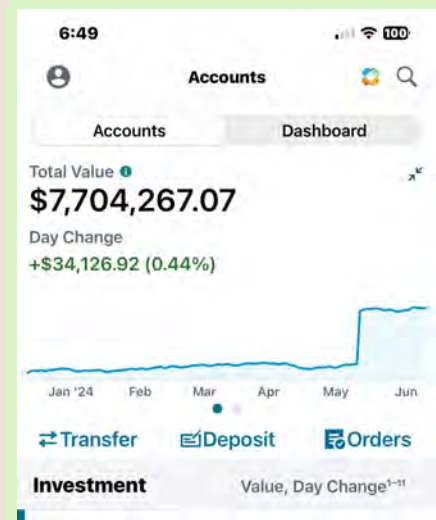 6:49
100
Accounts
Accounts
Dashboard
Total Value
$7,704,267.07
Day Change
+$34,126.92 (0.44%)
Jan '24 Feb Mar Apr May Jun
Transfer Deposit Orders
Investment Value, Day Change¹⁻¹¹